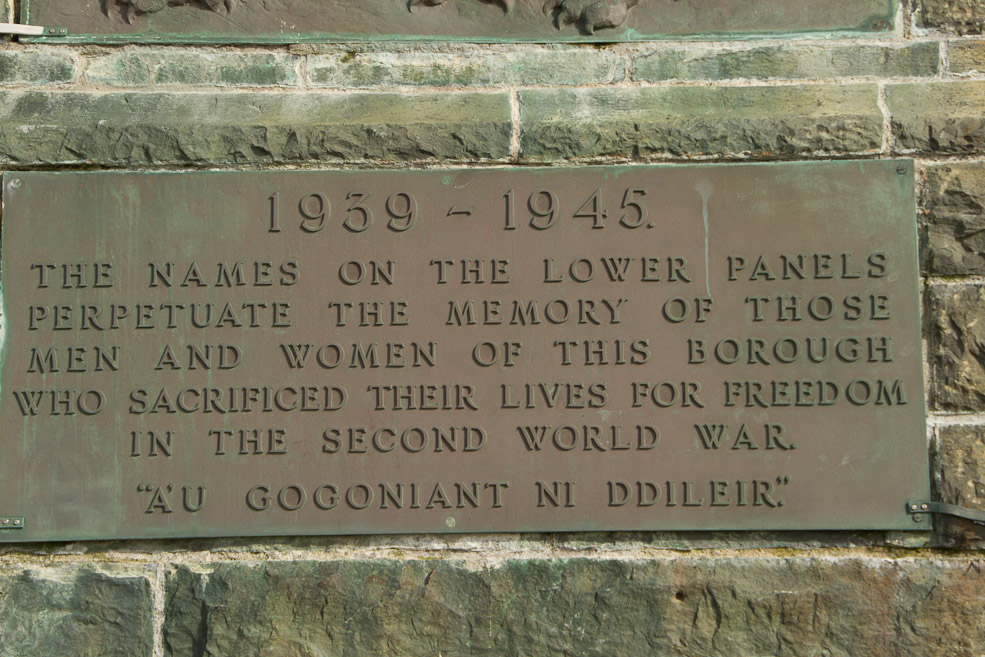 1939 - 1945.
THE NAMES ON THE LOWER PANELS
PERPETUATE THE MEMORY OF THOSE
MEN AND WOMEN OF THIS BOROUGH
WHO SACRIFICED THEIR LIVES FOR FREEDOM
IN THE SECOND WORLD WAR.
“A'U GOGONIANT NI DDILEIR.”